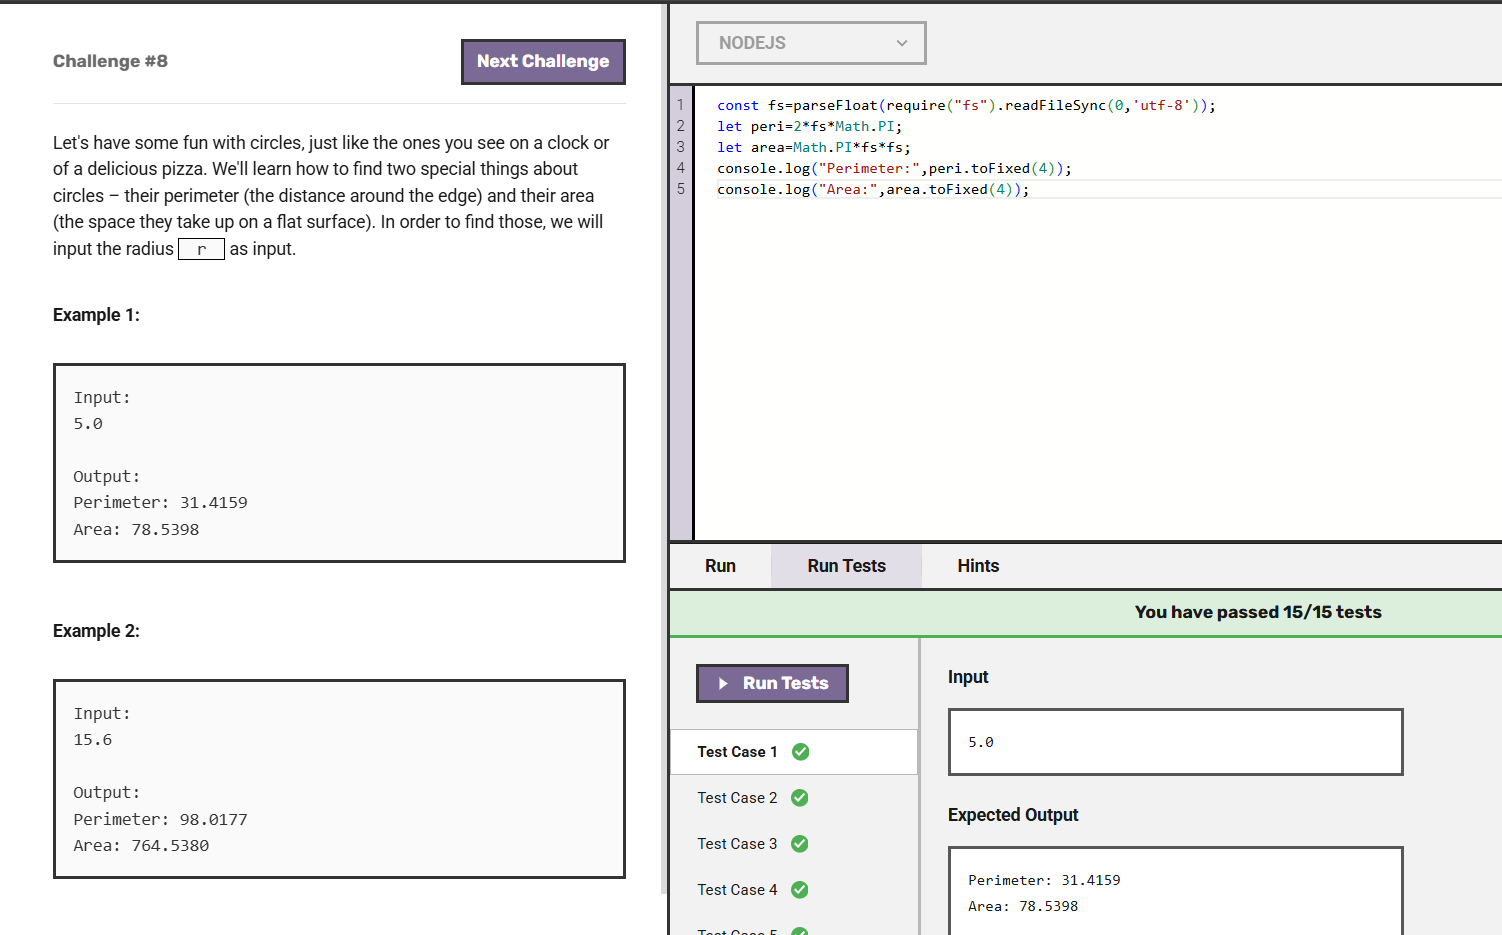 Challenge #8
Next Challenge
Let's have some fun with circles, just like the ones you see on a clock or
of a delicious pizza. We'll learn how to find two special things about
circles – their perimeter (the distance around the edge) and their area
(the space they take up on a flat surface). In order to find those, we will
input the radius r as input.
Example 1:
Input:
5.0
Output:
Perimeter: 31.4159
Area: 78.5398
Example 2:
Input:
15.6
Output:
Perimeter: 98.0177
Area: 764.5380
NODEJS
1 const fs=parseFloat(require("fs").readFileSync(0,'utf-8'));
2 let peri=2*fs*Math.PI;
3 let area=Math.PI*fs*fs;
4 console.log("Perimeter:",peri.toFixed(4));
5 console.log("Area:",area.toFixed(4));
Run Run Tests Hints
You have passed 15/15 tests
Run Tests
Test Case 1
Test Case 2
Test Case 3
Test Case 4
Test Case 5
Input
5.0
Expected Output
Perimeter: 31.4159
Area: 78.5398